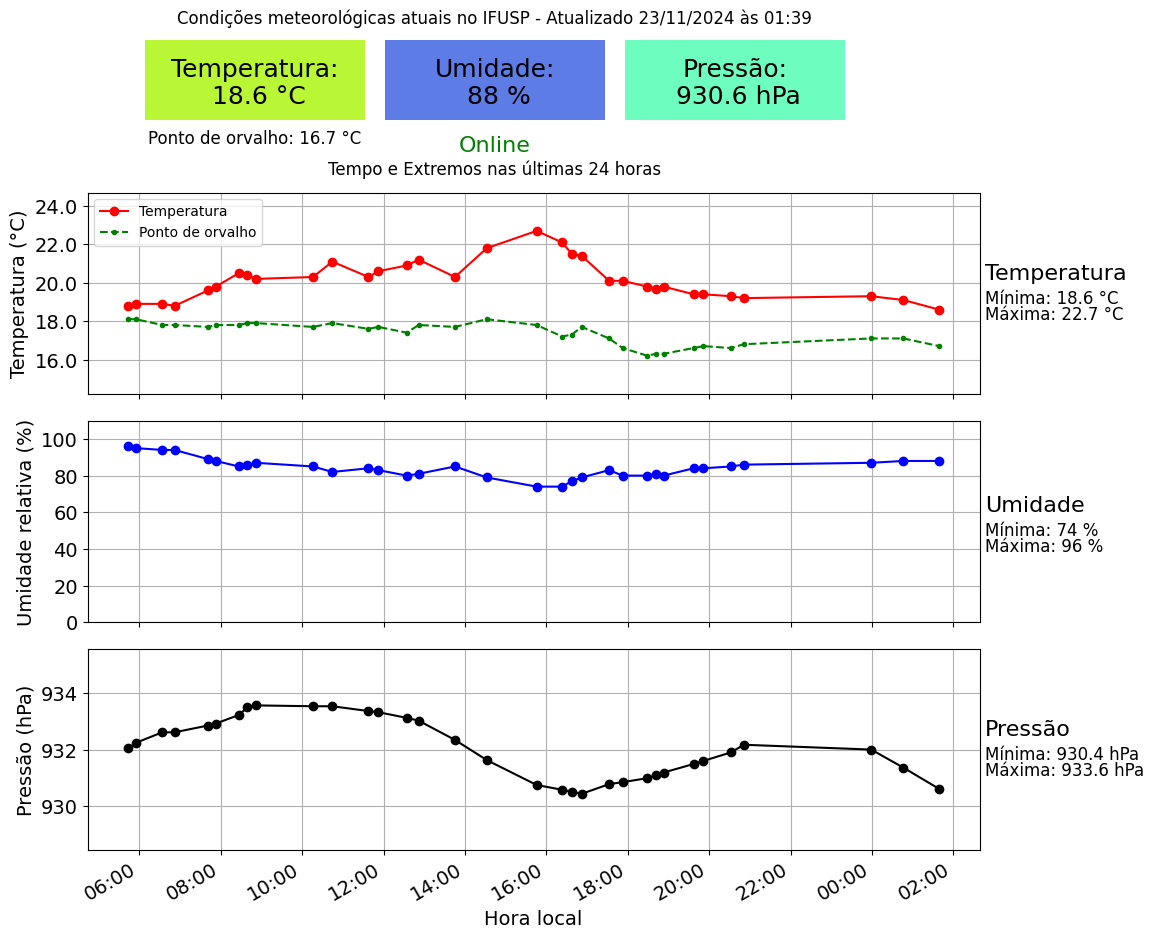 Condições meteorológicas atuais no IFUSP - Atualizado 23/11/2024 às 01:39
Temperatura:
18.6 °C
Umidade:
88 %
Pressão:
930.6 hPa
Ponto de orvalho: 16.7 °C
Online
Tempo e Extremos nas últimas 24 horas
Temperatura (°C)
24.0
22.0
20.0
18.0
16.0
Temperatura
Ponto de orvalho
Temperatura
Mínima: 18.6 °C
Máxima: 22.7 °C
Umidade relativa (%)
100
80
60
40
20
0
Umidade
Mínima: 74 %
Máxima: 96 %
Pressão (hPa)
934
932
930
Pressão
Mínima: 930.4 hPa
Máxima: 933.6 hPa
06:00 08:00 10:00 12:00 14:00 16:00 18:00 20:00 22:00 00:00 02:00
Hora local